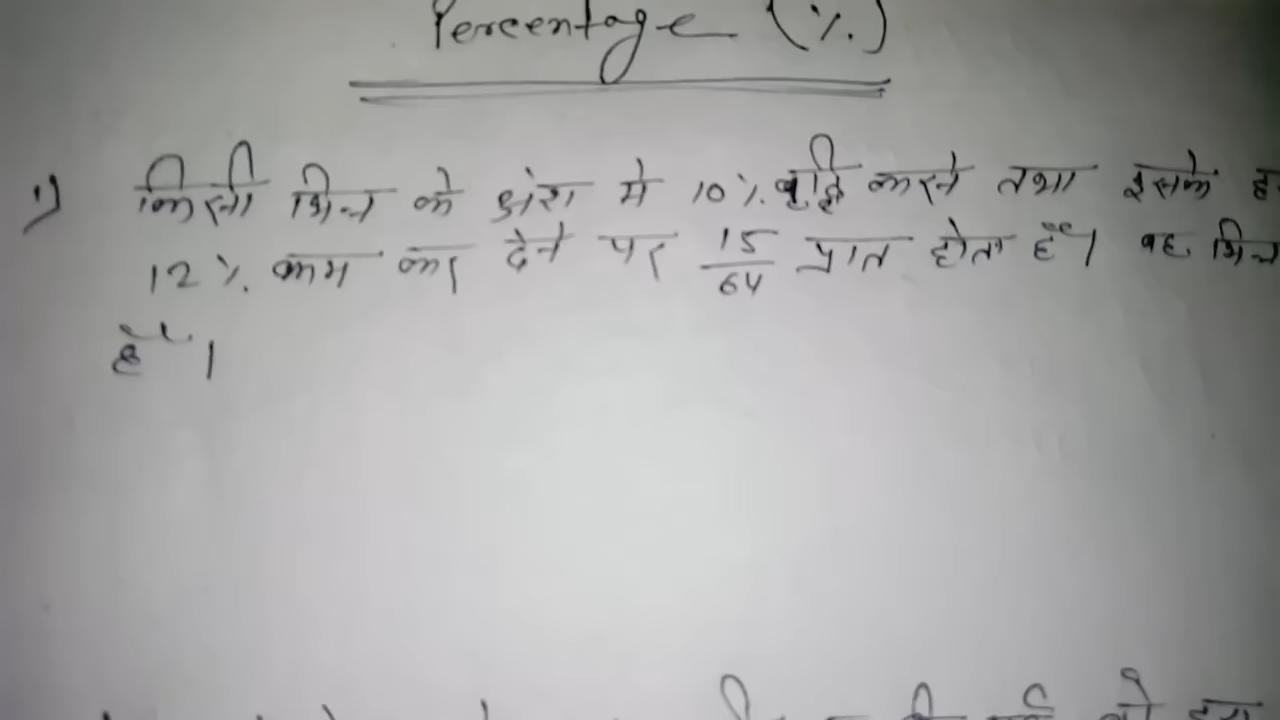 Percentage (%)
1) किसी भिन्न के अंश मे 10%. वृद्धि करने तथा इसके
12%. कम कर देने पर 15/64 प्राप्त होता हैं। वह भिन्न
हैं।